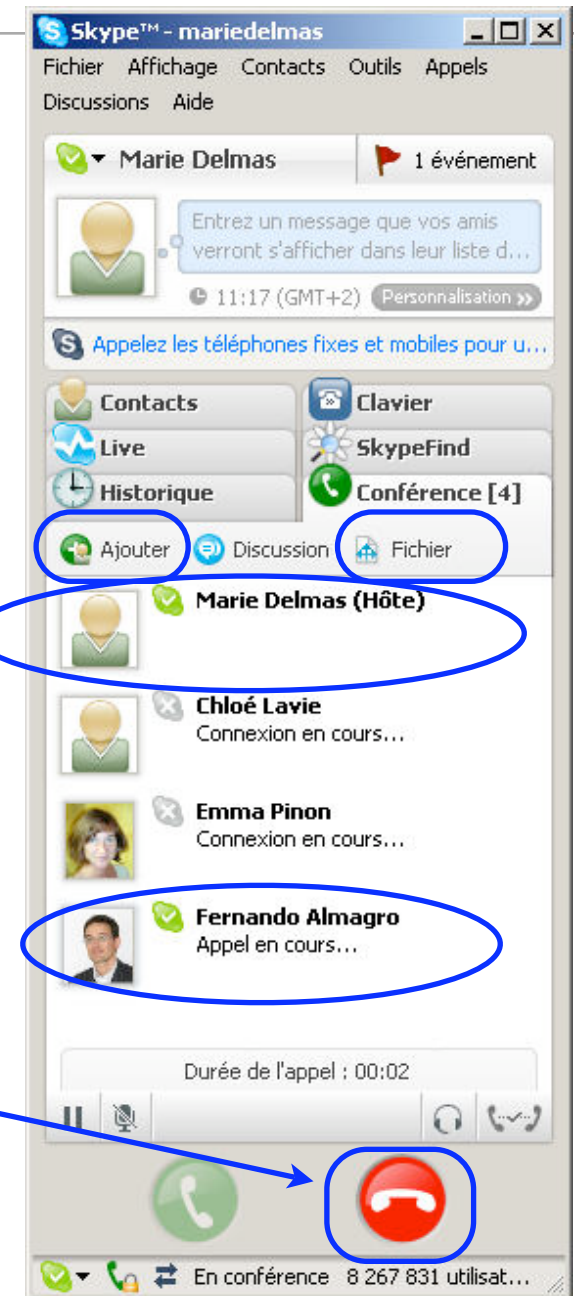 Skype™ - mariedelmas
Fichier Affichage Contacts Outils Appels
Discussions Aide
Marie Delmas 1 événement
Entrez un message que vos amis
verront s'afficher dans leur liste d...
11:17 (GMT+2) Personnalisation »
Appelez les téléphones fixes et mobiles pour u...
Contacts Clavier
Live SkypeFind
Historique Conférence [4]
Ajouter Discussion Fichier
Marie Delmas (Hôte)
Chloé Lavie
Connexion en cours...
Emma Pinon
Connexion en cours...
Fernando Almagro
Appel en cours...
Durée de l'appel : 00:02
En conférence 8 267 831 utilisat...